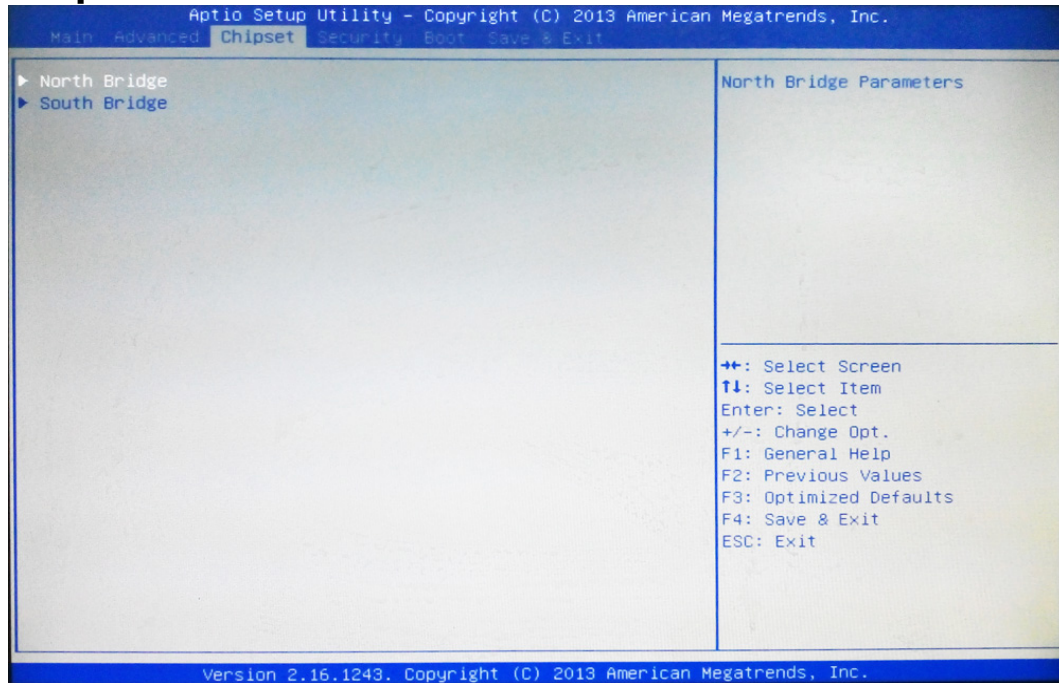 Aptio Setup Utility – Copyright (C) 2013 American Megatrends, Inc.
Main Advanced Chipset Security Boot Save & Exit
► North Bridge
► South Bridge
North Bridge Parameters
→←: Select Screen
↑↓: Select Item
Enter: Select
+/-: Change Opt.
F1: General Help
F2: Previous Values
F3: Optimized Defaults
F4: Save & Exit
ESC: Exit
Version 2.16.1243. Copyright (C) 2013 American Megatrends, Inc.